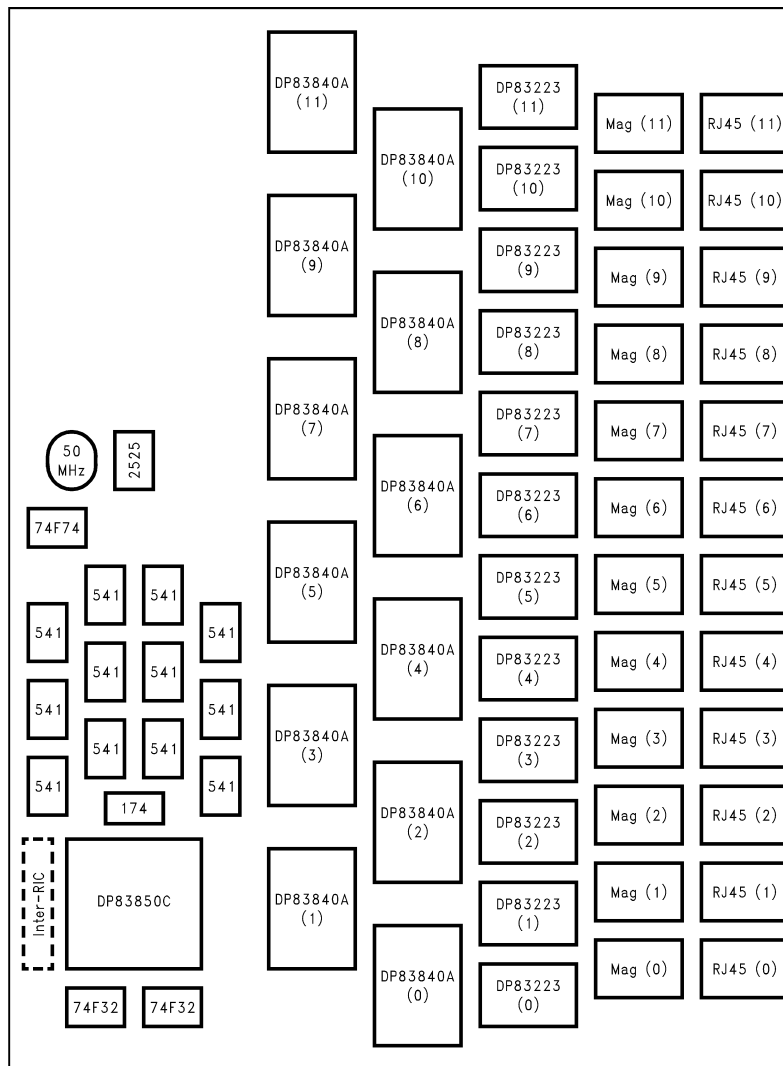 DP83840A
(11)
DP83840A
(9)
DP83840A
(7)
DP83840A
(5)
DP83840A
(3)
DP83840A
(1)
DP83840A
(10)
DP83840A
(8)
DP83840A
(6)
DP83840A
(4)
DP83840A
(2)
DP83840A
(0)
DP83223
(11)
DP83223
(10)
DP83223
(9)
DP83223
(8)
DP83223
(7)
DP83223
(6)
DP83223
(5)
DP83223
(4)
DP83223
(3)
DP83223
(2)
DP83223
(1)
DP83223
(0)
Mag (11)
Mag (10)
Mag (9)
Mag (8)
Mag (7)
Mag (6)
Mag (5)
Mag (4)
Mag (3)
Mag (2)
Mag (1)
Mag (0)
RJ45 (11)
RJ45 (10)
RJ45 (9)
RJ45 (8)
RJ45 (7)
RJ45 (6)
RJ45 (5)
RJ45 (4)
RJ45 (3)
RJ45 (2)
RJ45 (1)
RJ45 (0)
50
MHz
2525
74F74
541
541
541
541
541
541
541
541
541
541
541
541
174
Inter-RIC
DP83850C
74F32
74F32